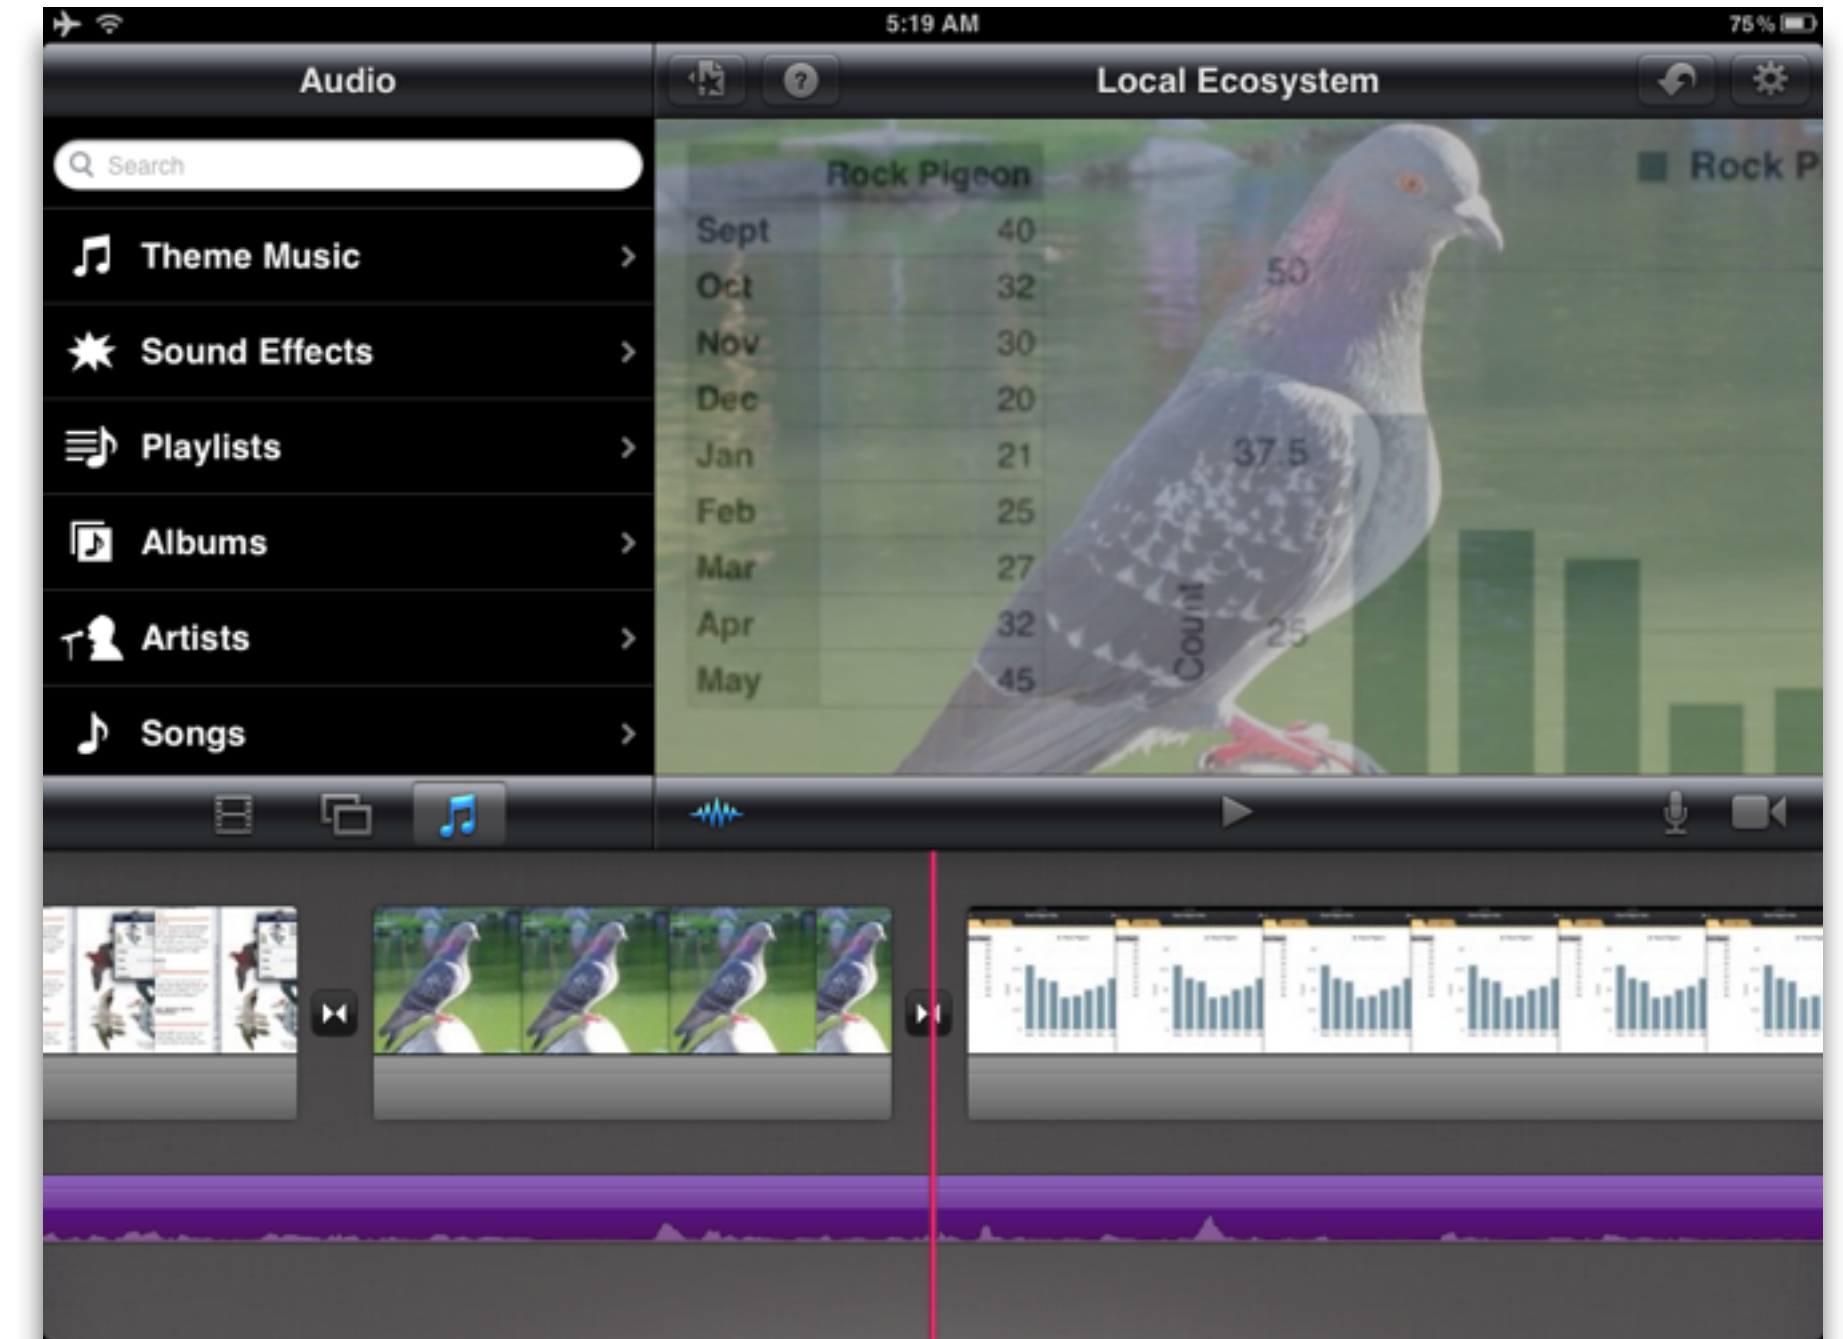 5:19 AM
75%
Audio
?
Local Ecosystem
Search
Theme Music
Sound Effects
Playlists
Albums
Artists
Songs
Rock Pigeon
Sept 40
Oct 32
Nov 30
Dec 20
Jan 21
Feb 25
Mar 27
Apr 32
May 45
Rock P
50
37.5
25
Count